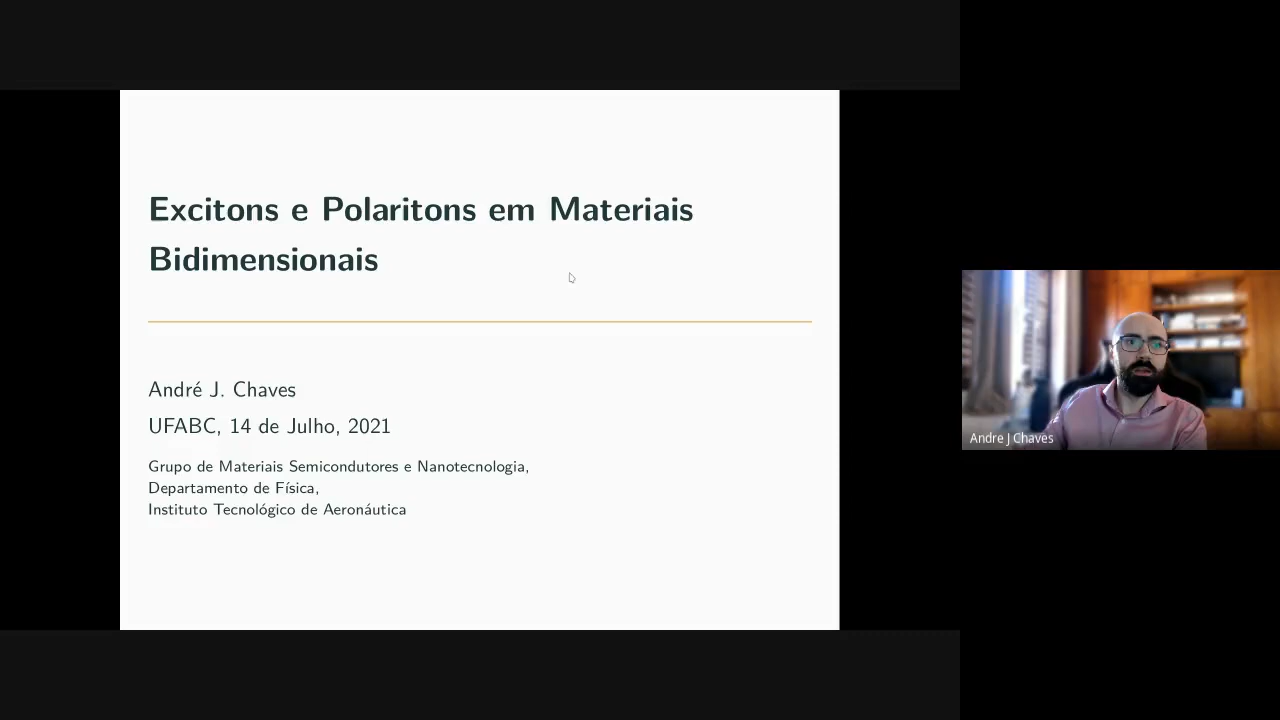 Excitons e Polaritons em Materiais
Bidimensionais
André J. Chaves
UFABC, 14 de Julho, 2021
Grupo de Materiais Semicondutores e Nanotecnologia,
Departamento de Física,
Instituto Tecnológico de Aeronáutica
Andre J Chaves